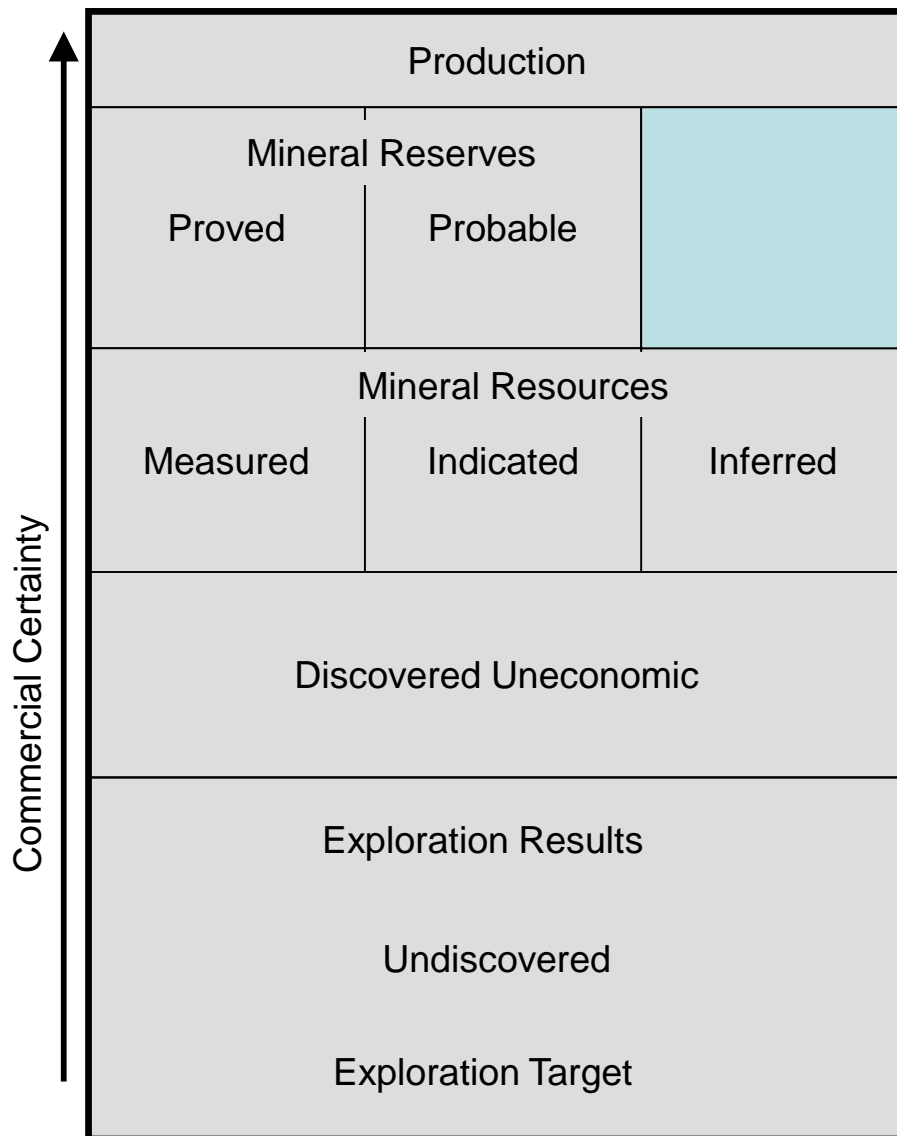 Production
Mineral Reserves
Proved
Probable
Mineral Resources
Measured
Indicated
Inferred
Discovered Uneconomic
Exploration Results
Undiscovered
Exploration Target
Commercial Certainty